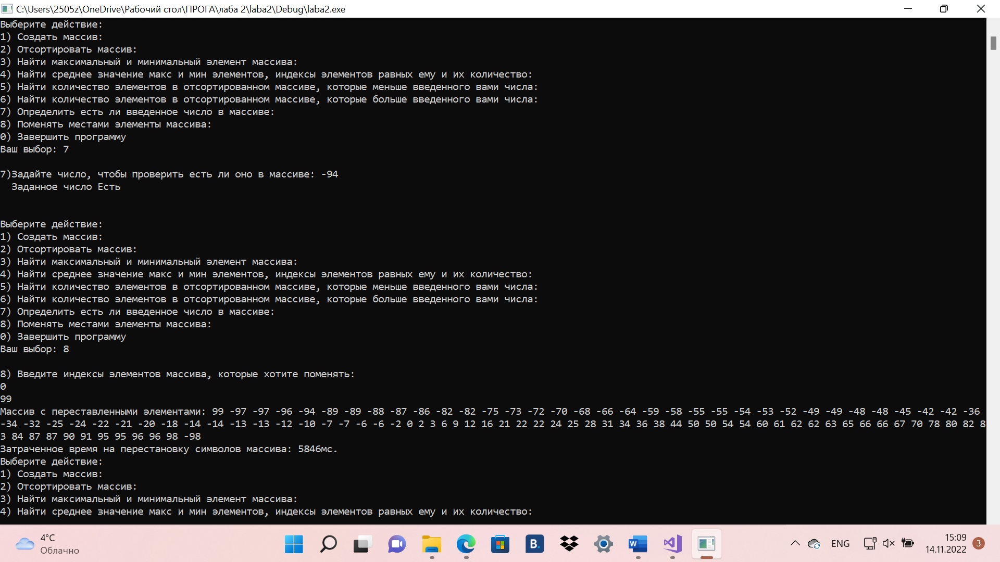 C:\Users\2505z\OneDrive\Рабочий стол\ПРОГА\лаба 2\laba2\Debug\laba2.exe
Выберите действие:
1) Создать массив:
2) Отсортировать массив:
3) Найти максимальный и минимальный элемент массива:
4) Найти среднее значение макс и мин элементов, индексы элементов равных ему и их количество:
5) Найти количество элементов в отсортированном массиве, которые меньше введенного вами числа:
6) Найти количество элементов в отсортированном массиве, которые больше введенного вами числа:
7) Определить есть ли введенное число в массиве:
8) Поменять местами элементы массива:
0) Завершить программу
Ваш выбор: 7
7)Задайте число, чтобы проверить есть ли оно в массиве: -94
Заданное число Есть
Выберите действие:
1) Создать массив:
2) Отсортировать массив:
3) Найти максимальный и минимальный элемент массива:
4) Найти среднее значение макс и мин элементов, индексы элементов равных ему и их количество:
5) Найти количество элементов в отсортированном массиве, которые меньше введенного вами числа:
6) Найти количество элементов в отсортированном массиве, которые больше введенного вами числа:
7) Определить есть ли введенное число в массиве:
8) Поменять местами элементы массива:
0) Завершить программу
Ваш выбор: 8
8) Введите индексы элементов массива, которые хотите поменять:
0
99
Массив с переставленными элементами: 99 -97 -97 -96 -94 -89 -89 -88 -87 -86 -82 -82 -75 -73 -72 -70 -68 -66 -64 -59 -58 -55 -55 -54 -53 -52 -49 -49 -48 -48 -45 -42 -42 -36
-34 -32 -25 -24 -22 -21 -20 -18 -14 -14 -13 -13 -12 -10 -7 -7 -6 -6 -2 0 2 3 6 9 12 16 21 22 22 24 25 28 31 34 36 38 44 50 50 54 54 60 61 62 62 63 65 66 66 67 70 78 80 82 8
3 84 87 87 90 91 95 95 96 96 98 -98
Затраченное время на перестановку символов массива: 5846мс.
Выберите действие:
1) Создать массив:
2) Отсортировать массив:
3) Найти максимальный и минимальный элемент массива:
4) Найти среднее значение макс и мин элементов, индексы элементов равных ему и их количество:
4°C
Облачно
B.
W
ENG
15:09
14.11.2022
3